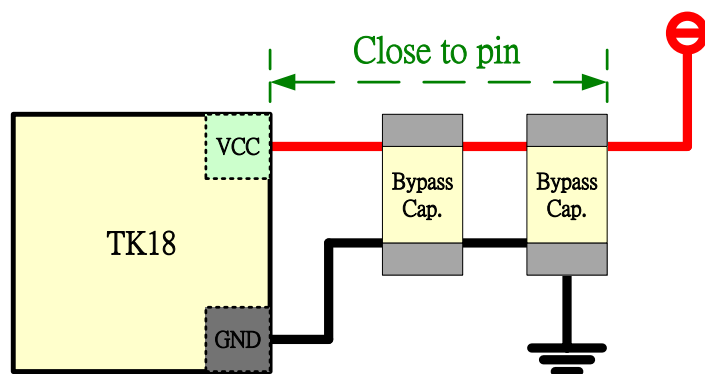 Close to pin
VCC
Bypass
Cap.
Bypass
Cap.
TK18
GND